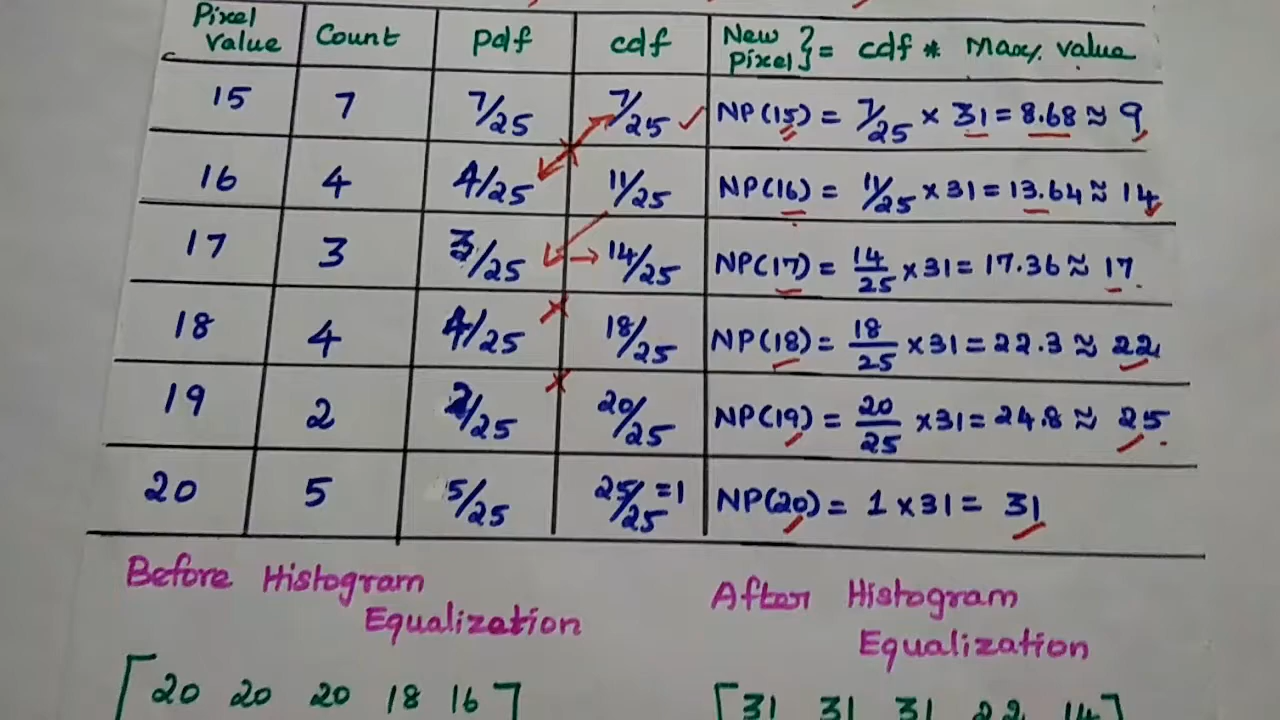 Pixel Value Count Pdf cdf New Pixel } = cdf * Max. value
15 7 7/25 7/25 NP(15) = 7/25 × 31 = 8.68 ≈ 9
16 4 4/25 11/25 NP(16) = 11/25 × 31 = 13.64 ≈ 14
17 3 3/25 14/25 NP(17) = 14/25 × 31 = 17.36 ≈ 17
18 4 4/25 18/25 NP(18) = 18/25 × 31 = 22.3 ≈ 22
19 2 2/25 20/25 NP(19) = 20/25 × 31 = 24.8 ≈ 25
20 5 5/25 25/25 = 1 NP(20) = 1 × 31 = 31
Before Histogram
Equalization
After Histogram
Equalization
20 20 20 18 16
31 31 31 22 14